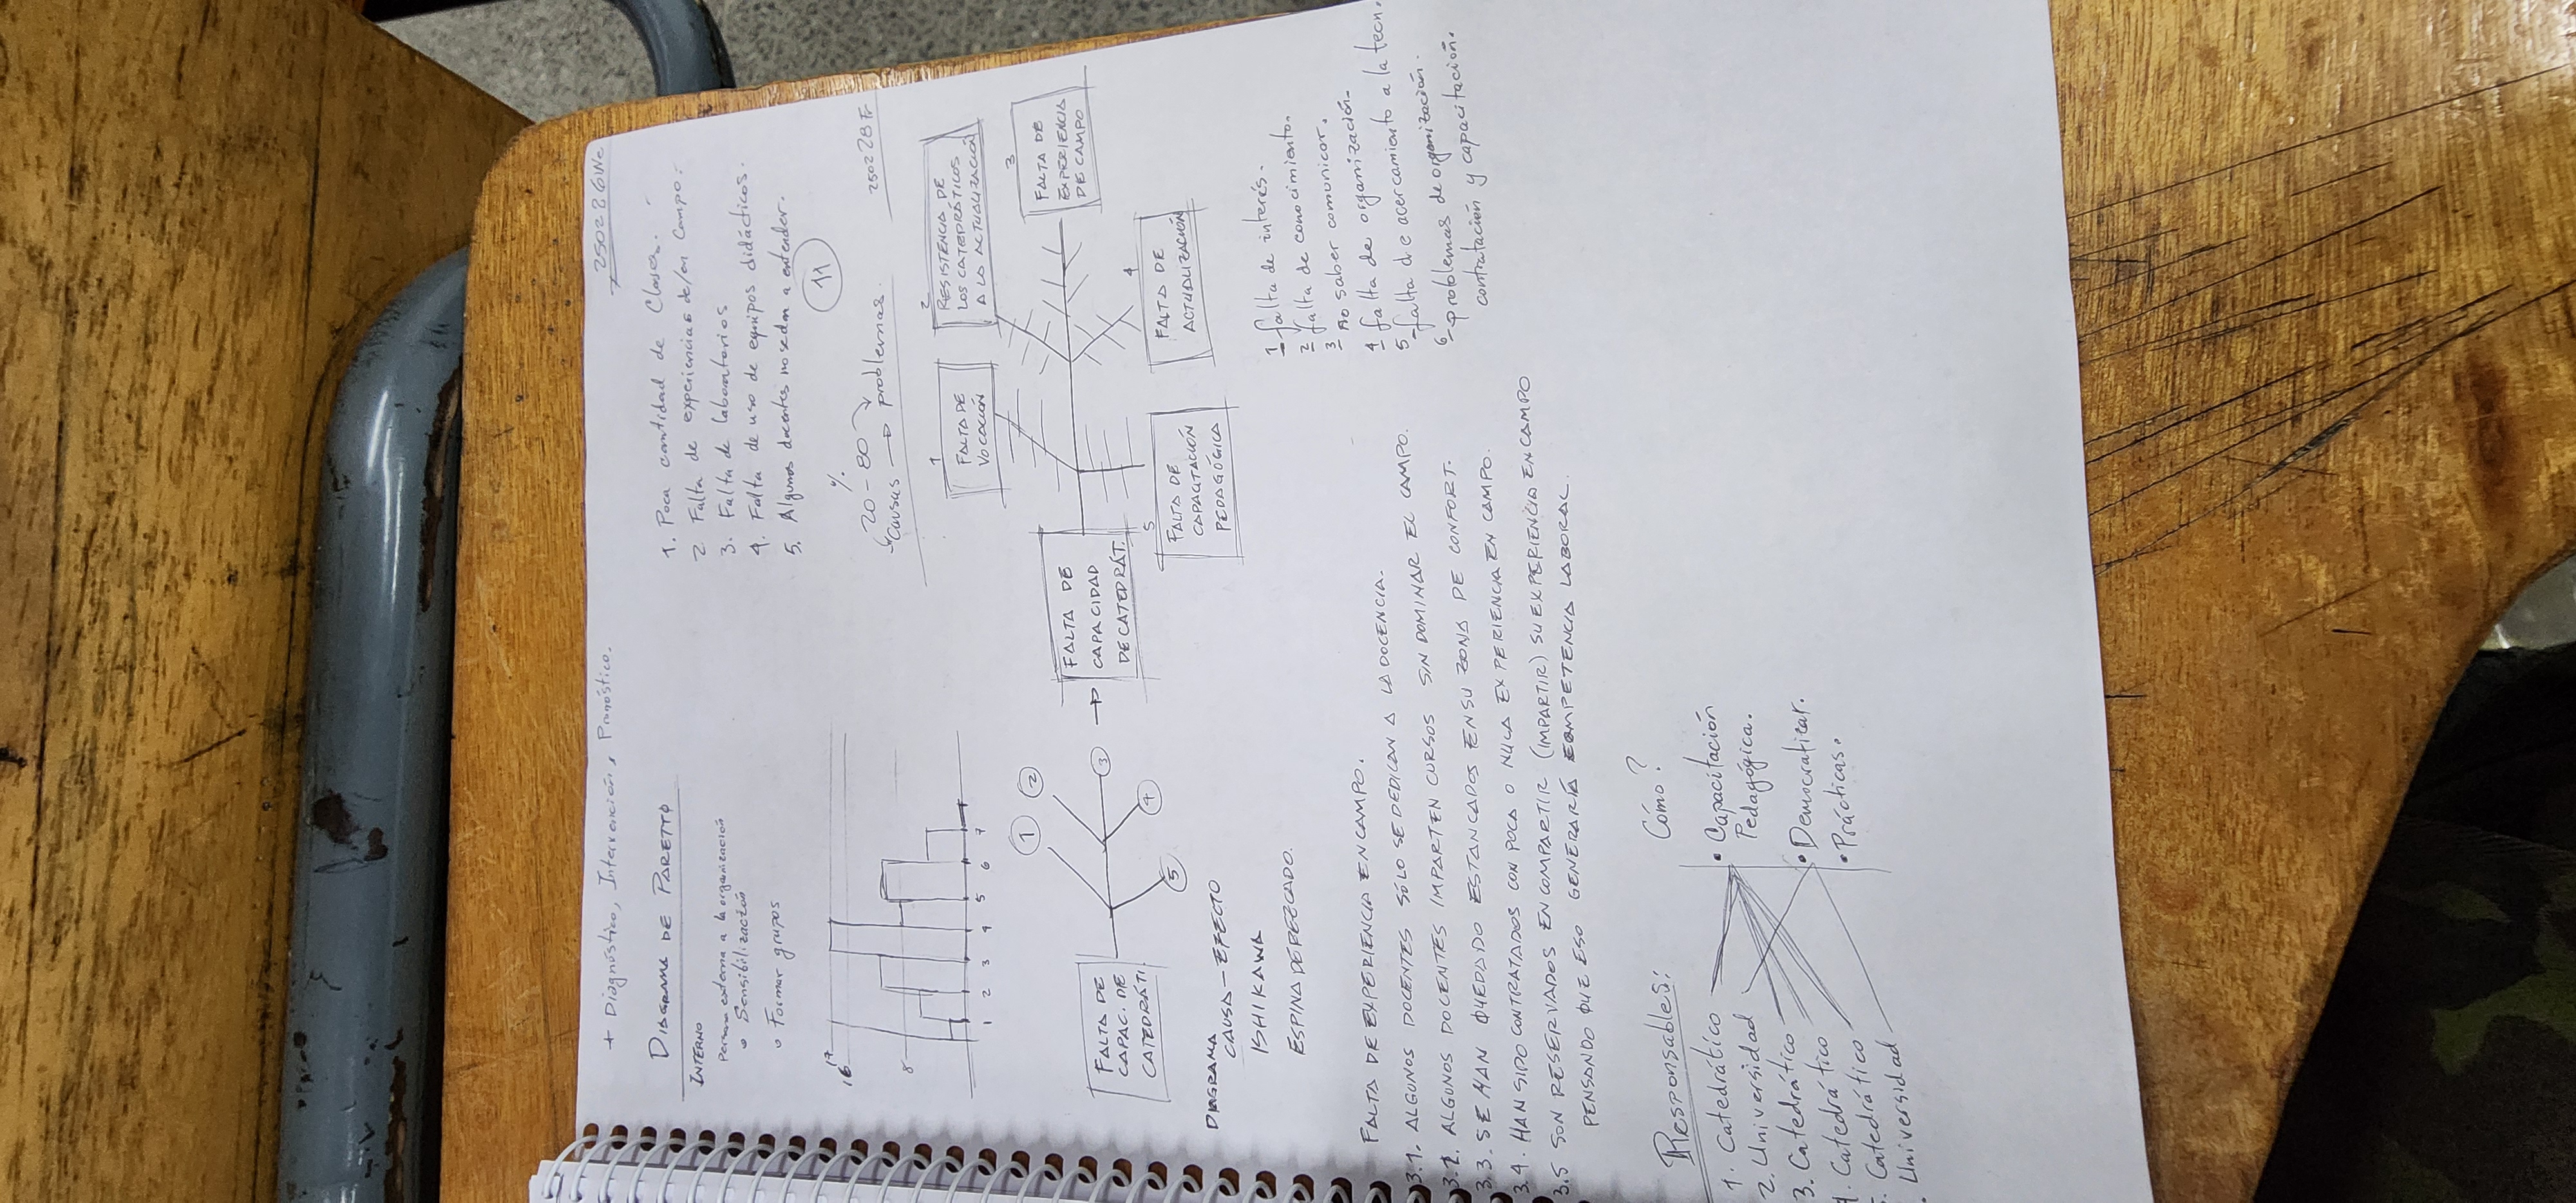 + Diagnóstico, Intervención, Pronóstico.
250226We
DIAGRAMA DE PARETTO
INTERNO
Persona externa a la organización
• Sensibilización
• Formar grupos
1. Poca cantidad de Clases.
2 Falta de experiencias de/en Campo.
3. Falta de laboratorios
4. Falta de uso de equipos didácticos.
5. Algunos docentes no se dan a entender.
11
%
20-80
Causas → problemas.
250228Fr
17
16
8
1 2 3 4 5 6 7
FALTA DE
CAPAC. DE
CATEDRÁTI.
1
2
3
4
5
→
FALTA DE
CAPACIDAD
DE CATEDRÁT.
1
FALTA DE
VOCACIÓN
2
RESISTENCIA DE
LOS CATEDRÁTICOS
A LA ACTUALIZACIÓN
3
FALTA DE
EXPERIENCIA
DE CAMPO
4
FALTA DE
ACTUALIZACIÓN
5
FALTA DE
CAPACITACIÓN
PEDAGÓGICA
DIAGRAMA
CAUSA-EFECTO
ISHIKAWA
ESPINA DE PEZCADO.
1 falta de interés.
2 falta de conocimiento.
3 no saber comunicar.
4 falta de organización.
5 falta de acercamiento a la tecn.
6 problemas de organización
contratación y capacitación.
FALTA DE EXPERIENCIA EN CAMPO.
3.1. ALGUNOS DOCENTES SÓLO SE DEDICAN A LA DOCENCIA.
3.2. ALGUNOS DOCENTES IMPARTEN CURSOS SIN DOMINAR EL CAMPO.
3.3. SE HAN QUEDADO ESTANCADOS EN SU ZONA DE CONFORT.
3.4. HAN SIDO CONTRATADOS CON POCA O NULA EXPERIENCIA EN CAMPO.
3.5 SON RESERVADOS EN COMPARTIR (IMPARTIR) SU EXPERIENCIA EN CAMPO
PENSANDO QUE ESO GENERARÍA COMPETENCIA LABORAL.
Responsables:
1. Catedrático
2. Universidad
3. Catedrático
4. Catedrático
5. Catedrático
. Universidad
Cómo?
• Capacitación
Pedagógica.
• Democratizar.
• Prácticas.